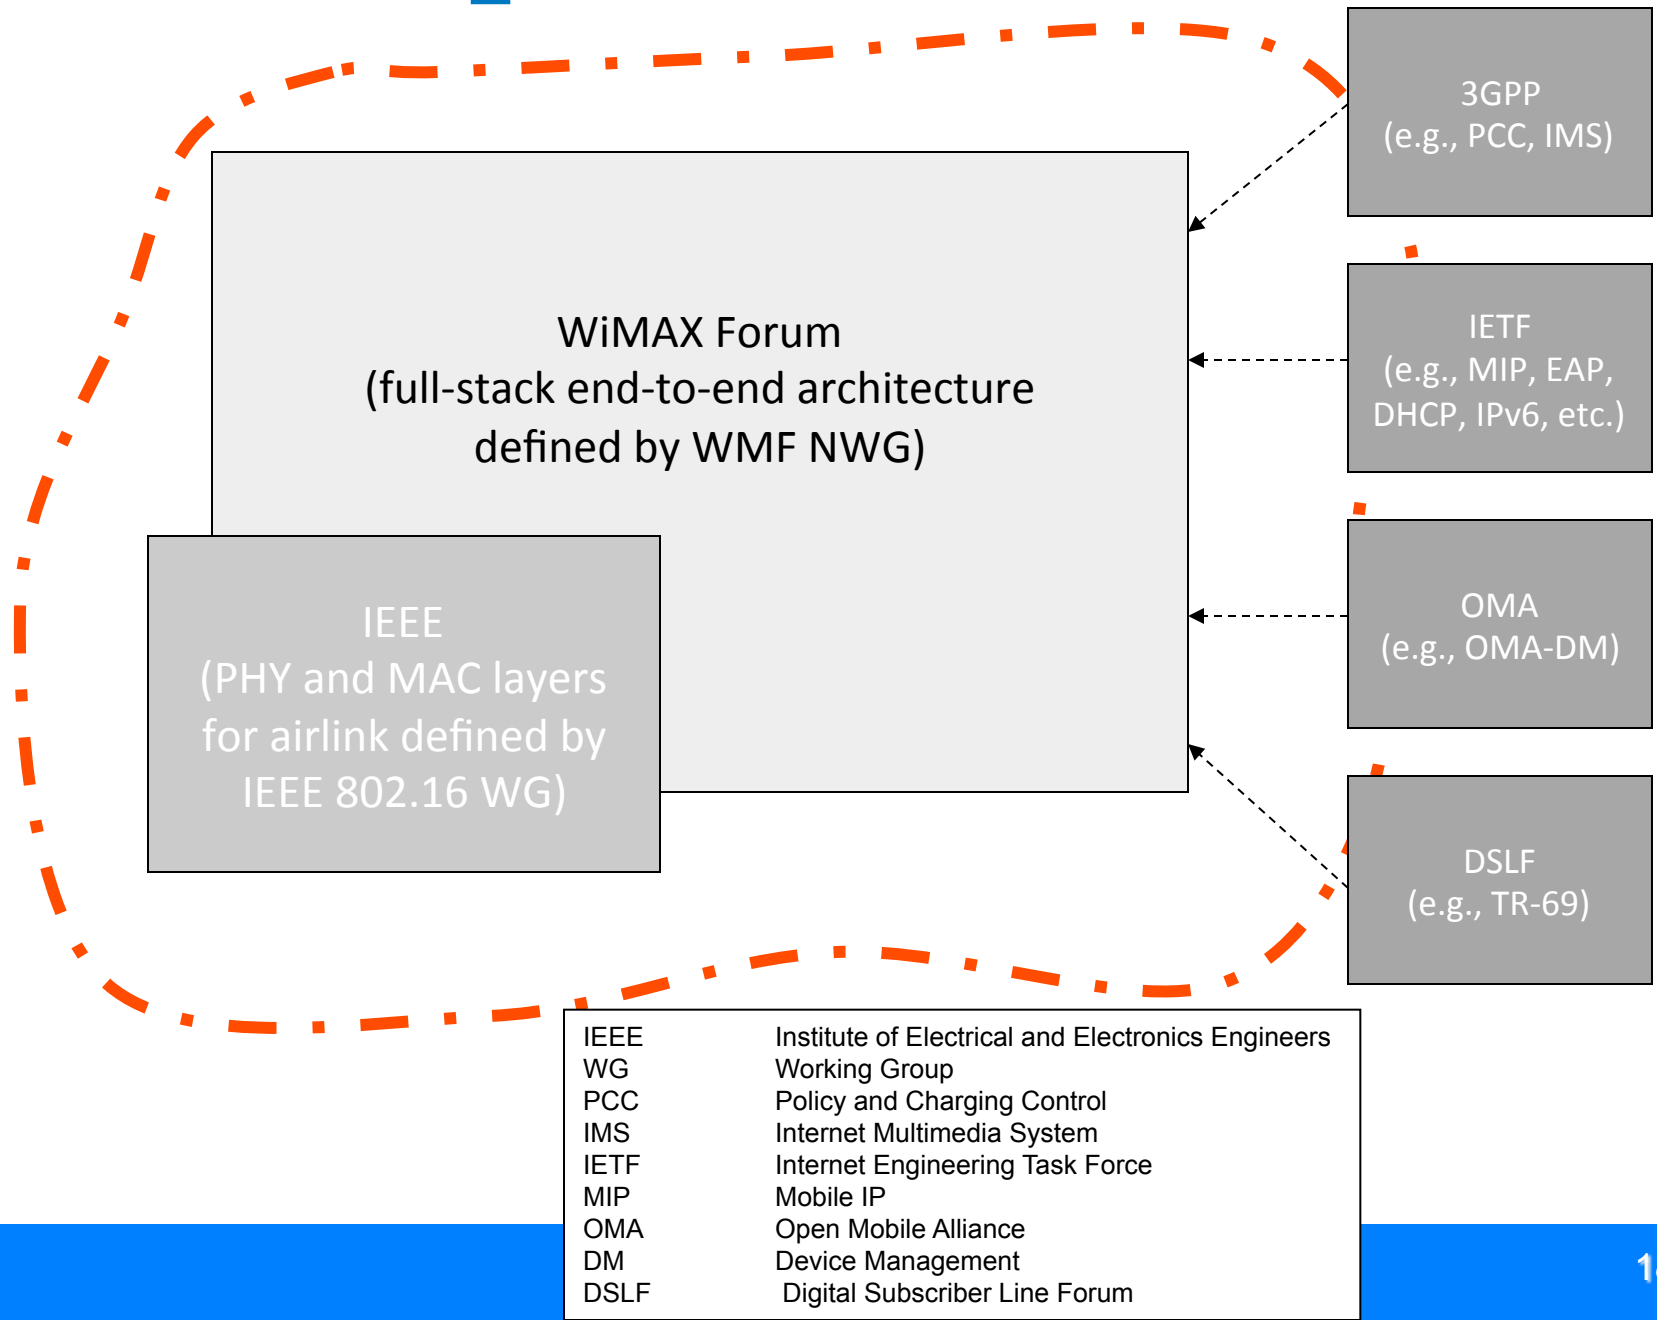 3GPP
(e.g., PCC, IMS)
WiMAX Forum
(full-stack end-to-end architecture
defined by WMF NWG)
IETF
(e.g., MIP, EAP,
DHCP, IPv6, etc.)
IEEE
(PHY and MAC layers
for airlink defined by
IEEE 802.16 WG)
OMA
(e.g., OMA-DM)
DSLF
(e.g., TR-69)
IEEE Institute of Electrical and Electronics Engineers
WG Working Group
PCC Policy and Charging Control
IMS Internet Multimedia System
IETF Internet Engineering Task Force
MIP Mobile IP
OMA Open Mobile Alliance
DM Device Management
DSLF Digital Subscriber Line Forum